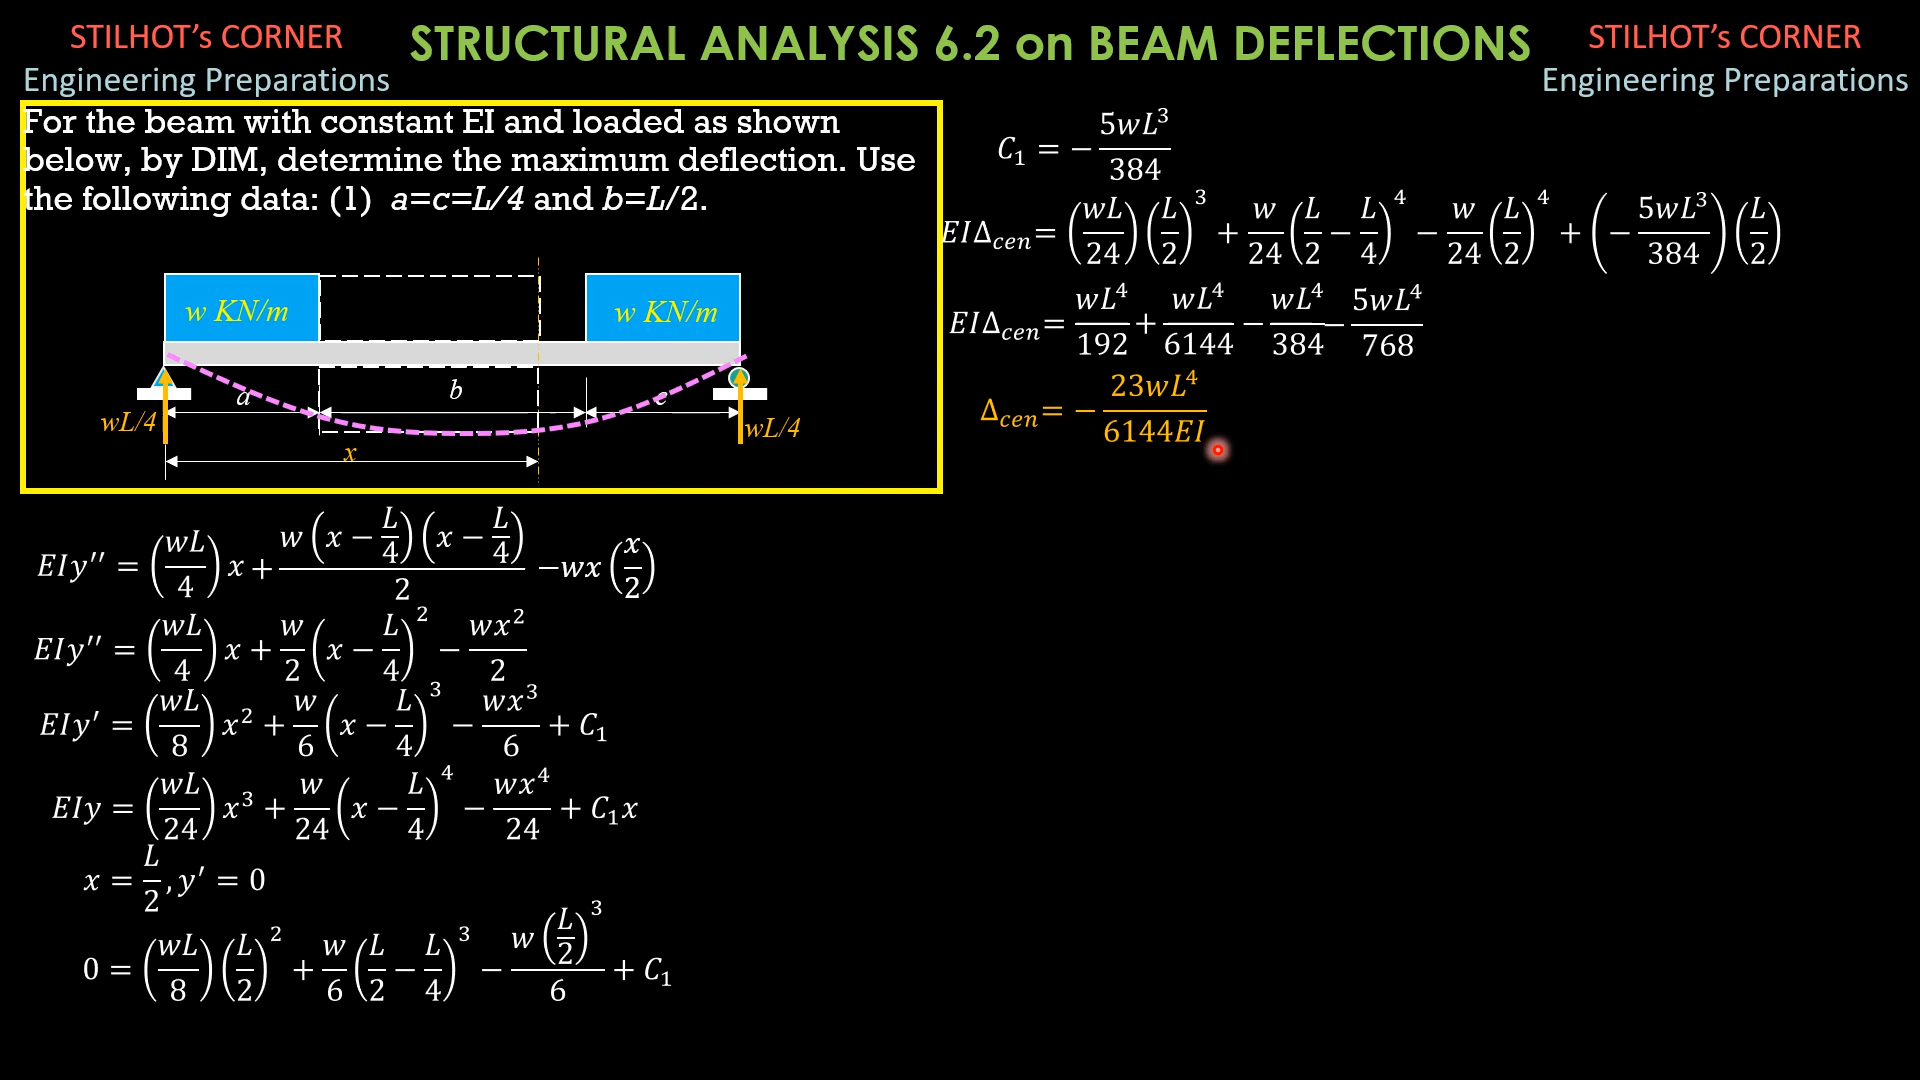 STILHOT's CORNER
Engineering Preparations
STRUCTURAL ANALYSIS 6.2 on BEAM DEFLECTIONS
STILHOT's CORNER
Engineering Preparations
For the beam with constant EI and loaded as shown
below, by DIM, determine the maximum deflection. Use
the following data: (1) a=c=L/4 and b=L/2.
w KN/m
w KN/m
a
b
c
wL/4
wL/4
x
EIy″ = (wL/4) x + w(x − L/4)(x − L/4)/2 −wx(x/2)
EIy″ = (wL/4) x + w/2 (x − L/4)² − wx²/2
EIy′ = (wL/8) x² + w/6 (x − L/4)³ − wx³/6 + C₁
EIy = (wL/24) x³ + w/24 (x − L/4)⁴ − wx⁴/24 + C₁x
x = L/2, y′ = 0
0 = (wL/8)(L/2)² + w/6 (L/2 − L/4)³ − w(L/2)³/6 + C₁
C₁ = − 5wL³/384
EIΔcen= (wL/24)(L/2)³ + w/24 (L/2 − L/4)⁴ − w/24 (L/2)⁴ + (− 5wL³/384)(L/2)
EIΔcen= wL⁴/192 + wL⁴/6144 − wL⁴/384 − 5wL⁴/768
Δcen= − 23wL⁴/6144EI